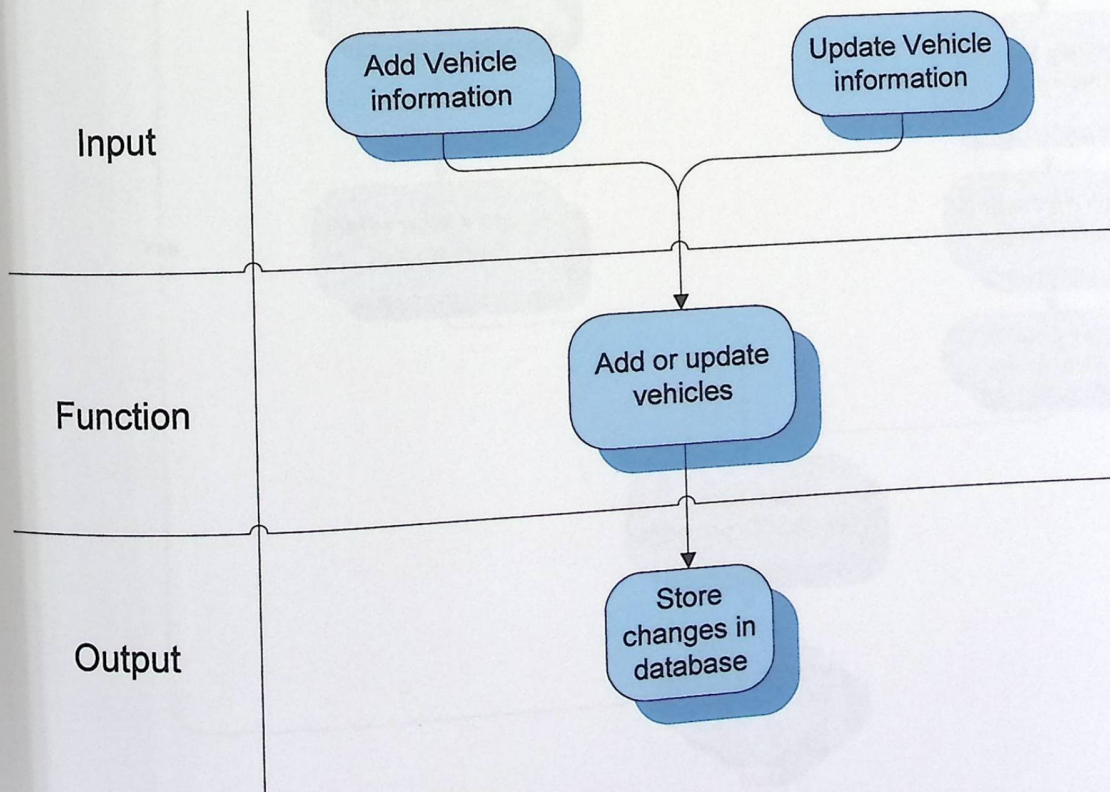 Input
Add Vehicle
information
Update Vehicle
information
Function
Add or update
vehicles
Output
Store
changes in
database